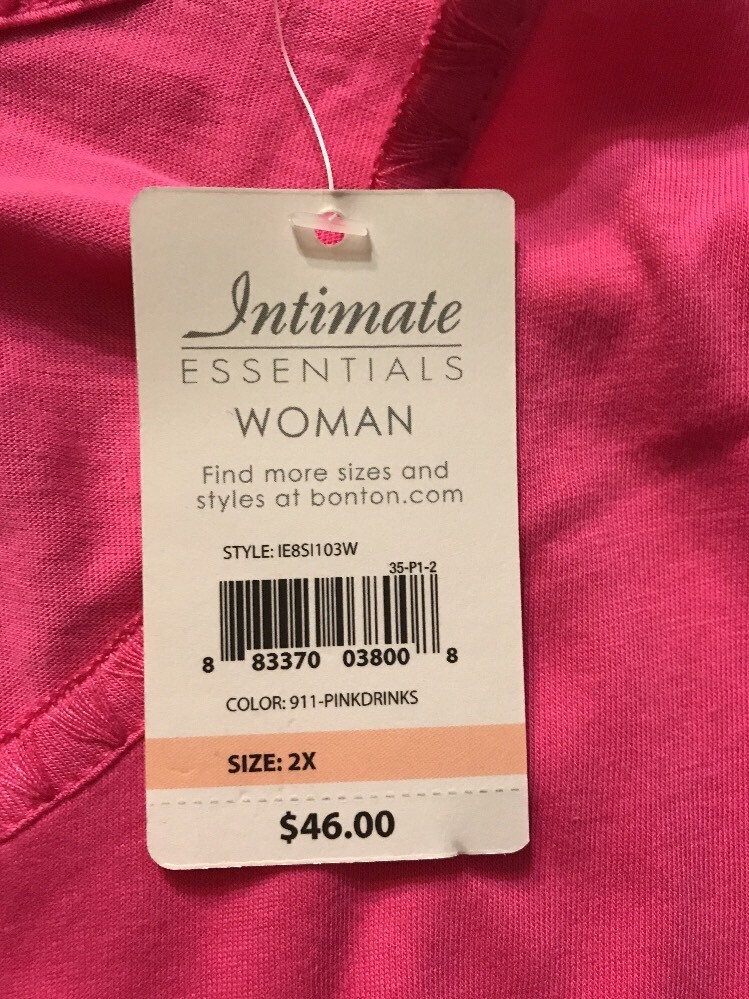 Intimate
ESSENTIALS
WOMAN
Find more sizes and
styles at bonton.com
STYLE: IE8SI103W
35-P1-2
8 83370 03800 8
COLOR: 911-PINKDRINKS
SIZE: 2X
$46.00